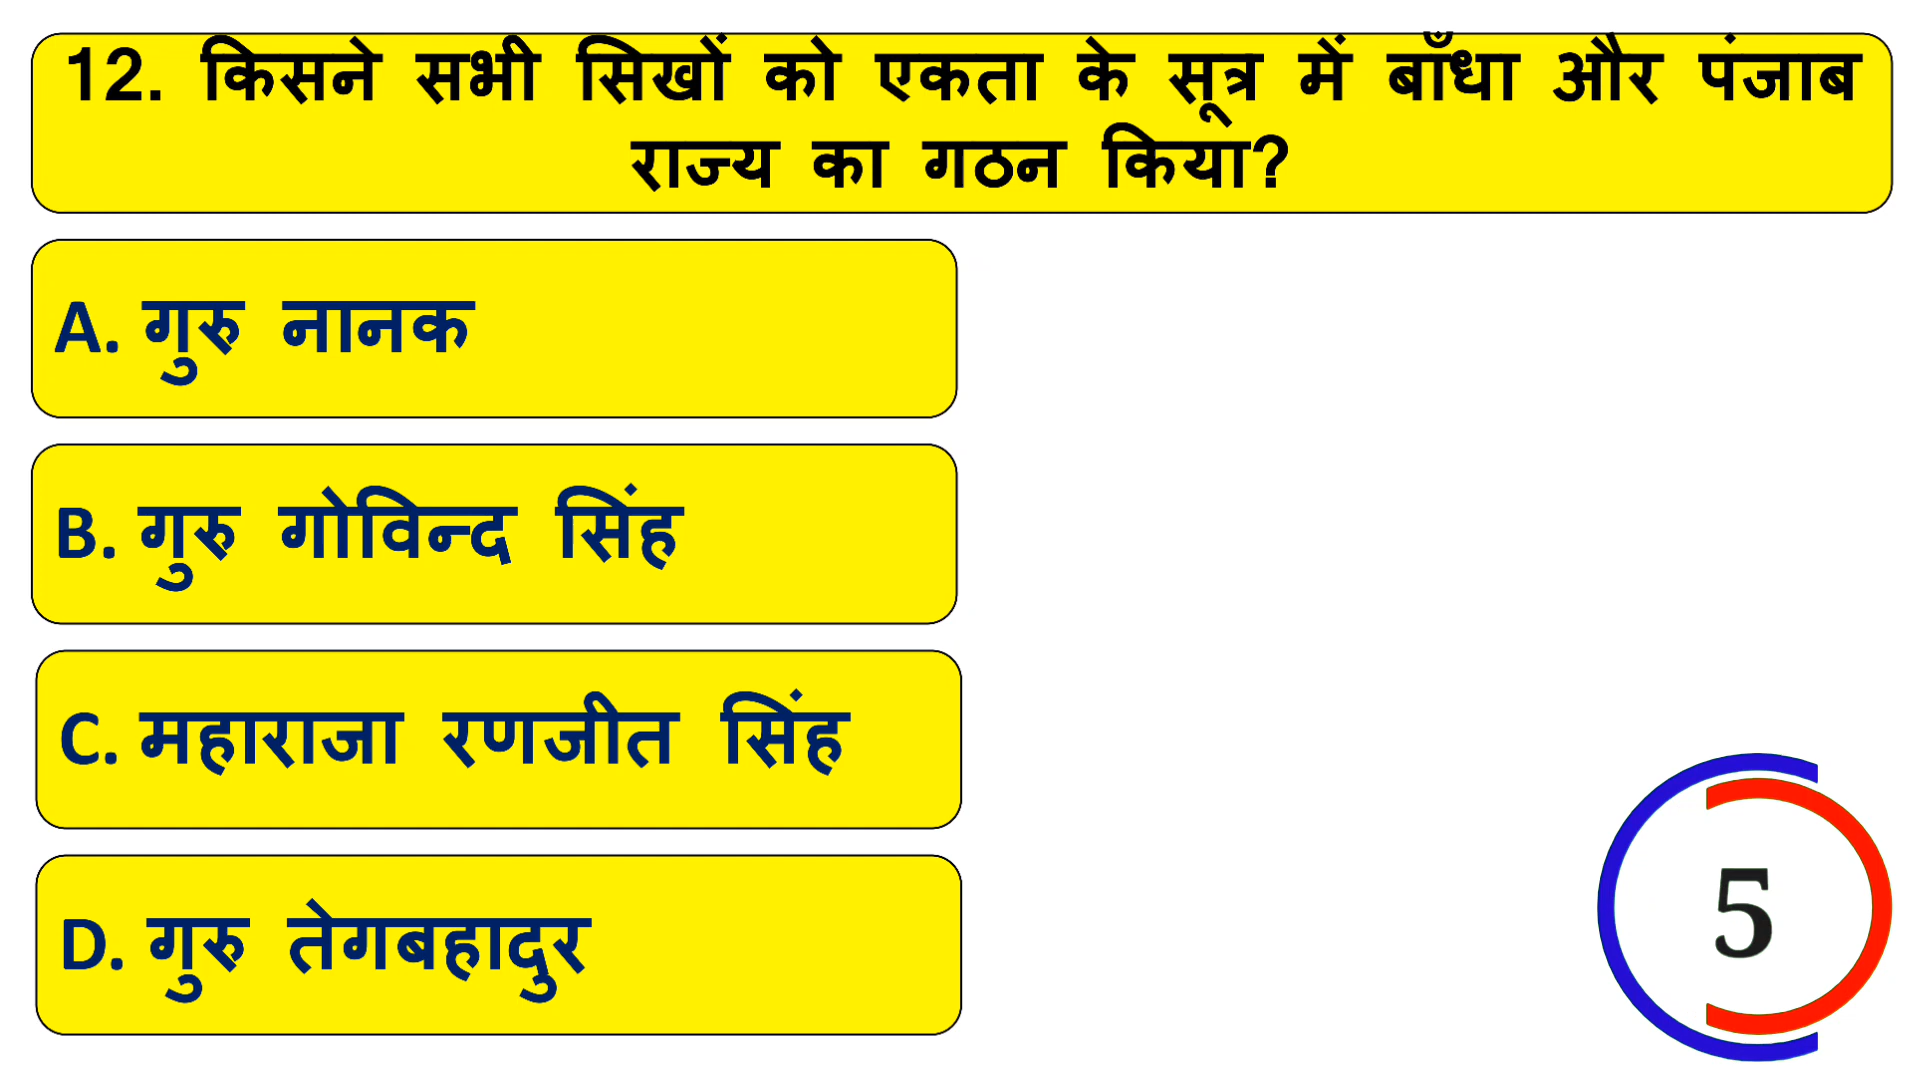 12. किसने सभी सिखों को एकता के सूत्र में बाँधा और पंजाब
राज्य का गठन किया?
A. गुरु नानक
B. गुरु गोविन्द सिंह
C. महाराजा रणजीत सिंह
D. गुरु तेगबहादुर
5